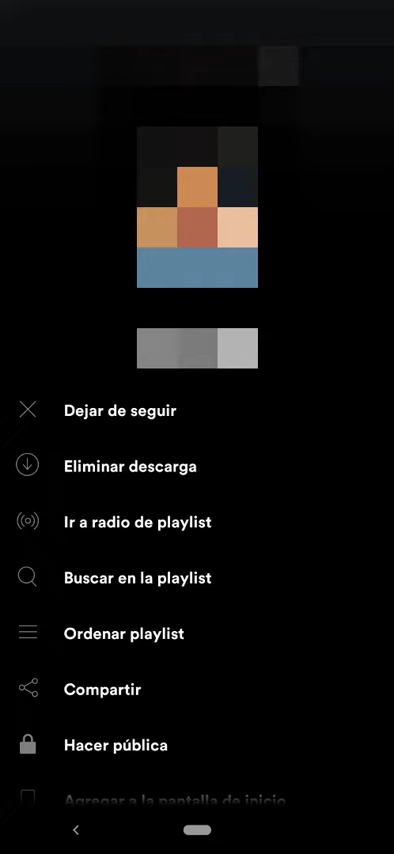 Dejar de seguir
Eliminar descarga
Ir a radio de playlist
Buscar en la playlist
Ordenar playlist
Compartir
Hacer pública
Agregar a la pantalla de inicio